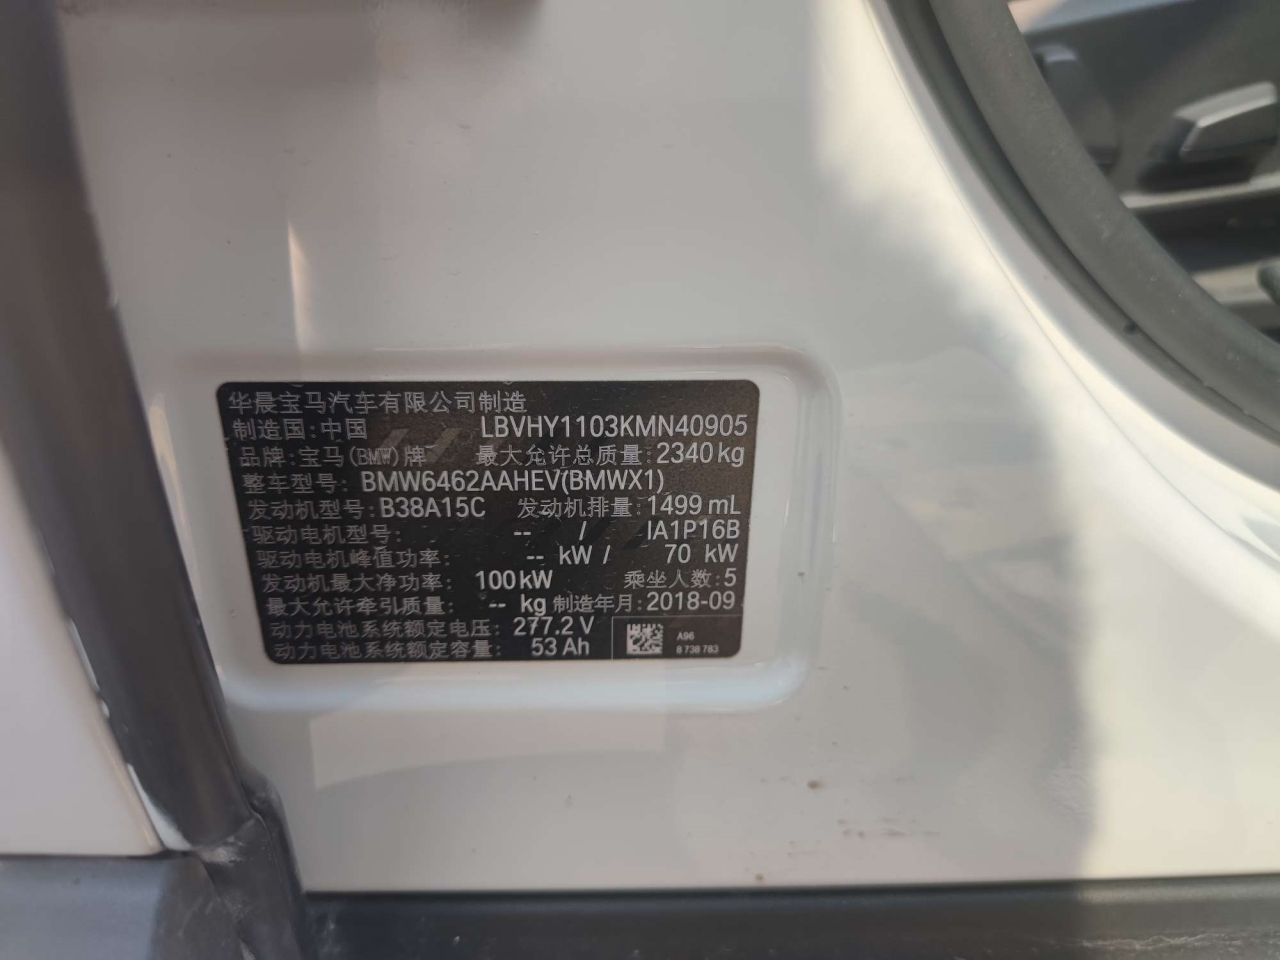 华晨宝马汽车有限公司制造
制造国:中国 LBVHY1103KMN40905
品牌:宝马(BMW)牌 最大允许总质量:2340kg
整车型号:BMW6462AAHEV(BMWX1)
发动机型号:B38A15C 发动机排量:1499 mL
驱动电机型号: -- / IA1P16B
驱动电机峰值功率: -- kW / 70 kW
发动机最大净功率: 100kW 乘坐人数:5
最大允许牵引质量: -- kg 制造年月:2018-09
动力电池系统额定电压:277.2 V
动力电池系统额定容量: 53 Ah
A96
8 738 783